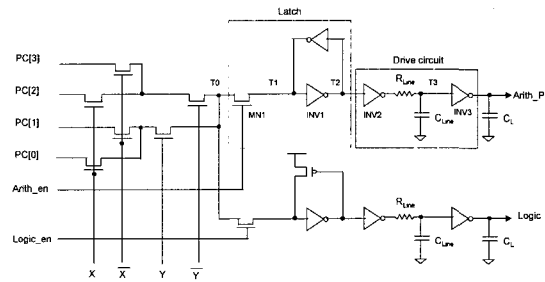 Latch
PC[3]
T0
T1
T2
Drive circuit
R_Line
T3
PC[2]
Arith_P
MN1
INV1
INV2
C_Line
INV3
C_L
PC[1]
PC[0]
Arith_en
R_Line
Logic
C_Line
C_L
Logic_en
X
X̅
Y
Y̅